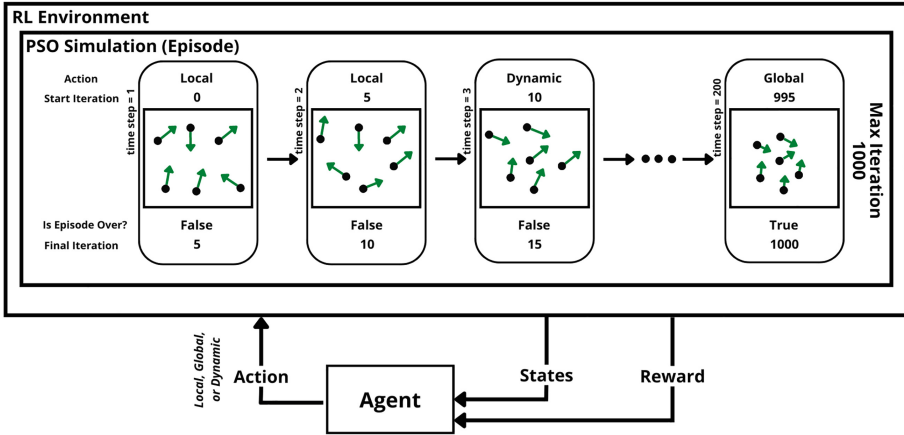 RL Environment
PSO Simulation (Episode)
Action
Start Iteration
time step = 1
Local
0
time step = 2
Local
5
time step = 3
Dynamic
10
time step = 200
Global
995
Max Iteration
1000
Is Episode Over?
Final Iteration
False
5
False
10
False
15
True
1000
Local, Global,
or Dynamic
Action
Agent
States
Reward